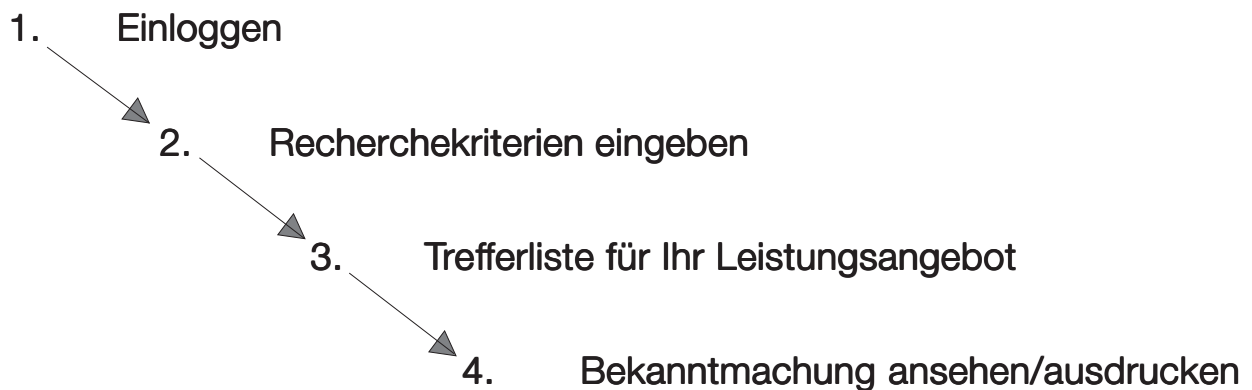 1. Einloggen
2. Recherchekriterien eingeben
3. Trefferliste für Ihr Leistungsangebot
4. Bekanntmachung ansehen/ausdrucken